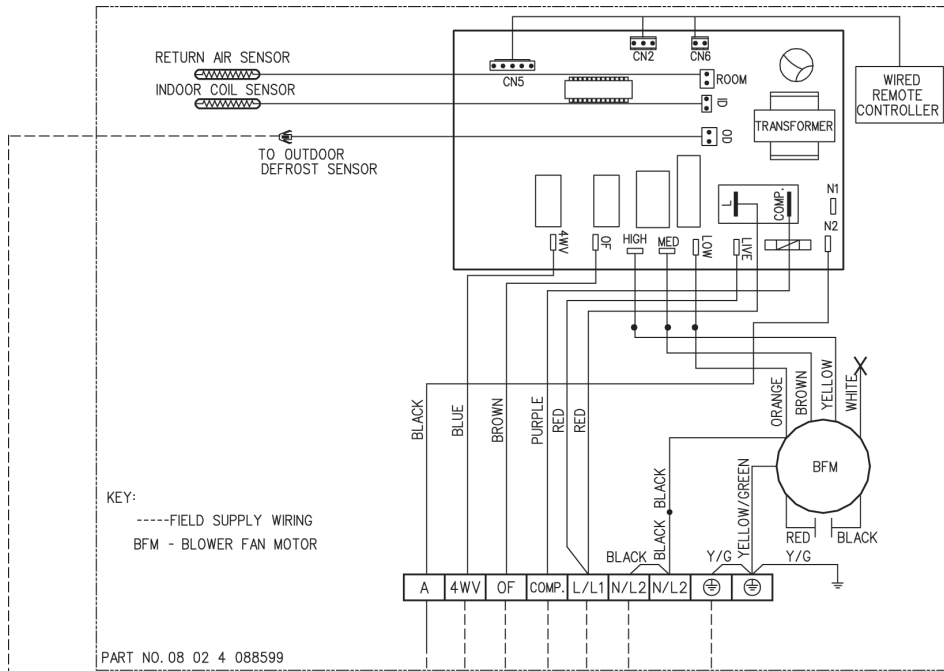 RETURN AIR SENSOR
INDOOR COIL SENSOR
TO OUTDOOR
DEFROST SENSOR
CN5
CN2
CN6
ROOM
ID
OD
TRANSFORMER
WIRED
REMOTE
CONTROLLER
L
COMP.
N1
N2
4WV
OF
HIGH
MED
LOW
LIVE
BLACK
BLUE
BROWN
PURPLE
RED
RED
ORANGE
BROWN
YELLOW
WHITE
BFM
BLACK
BLACK
YELLOW/GREEN
RED
BLACK
BLACK
Y/G
Y/G
KEY:
-----FIELD SUPPLY WIRING
BFM - BLOWER FAN MOTOR
A
4WV
OF
COMP.
L/L1
N/L2
N/L2
PART NO. 08 02 4 088599